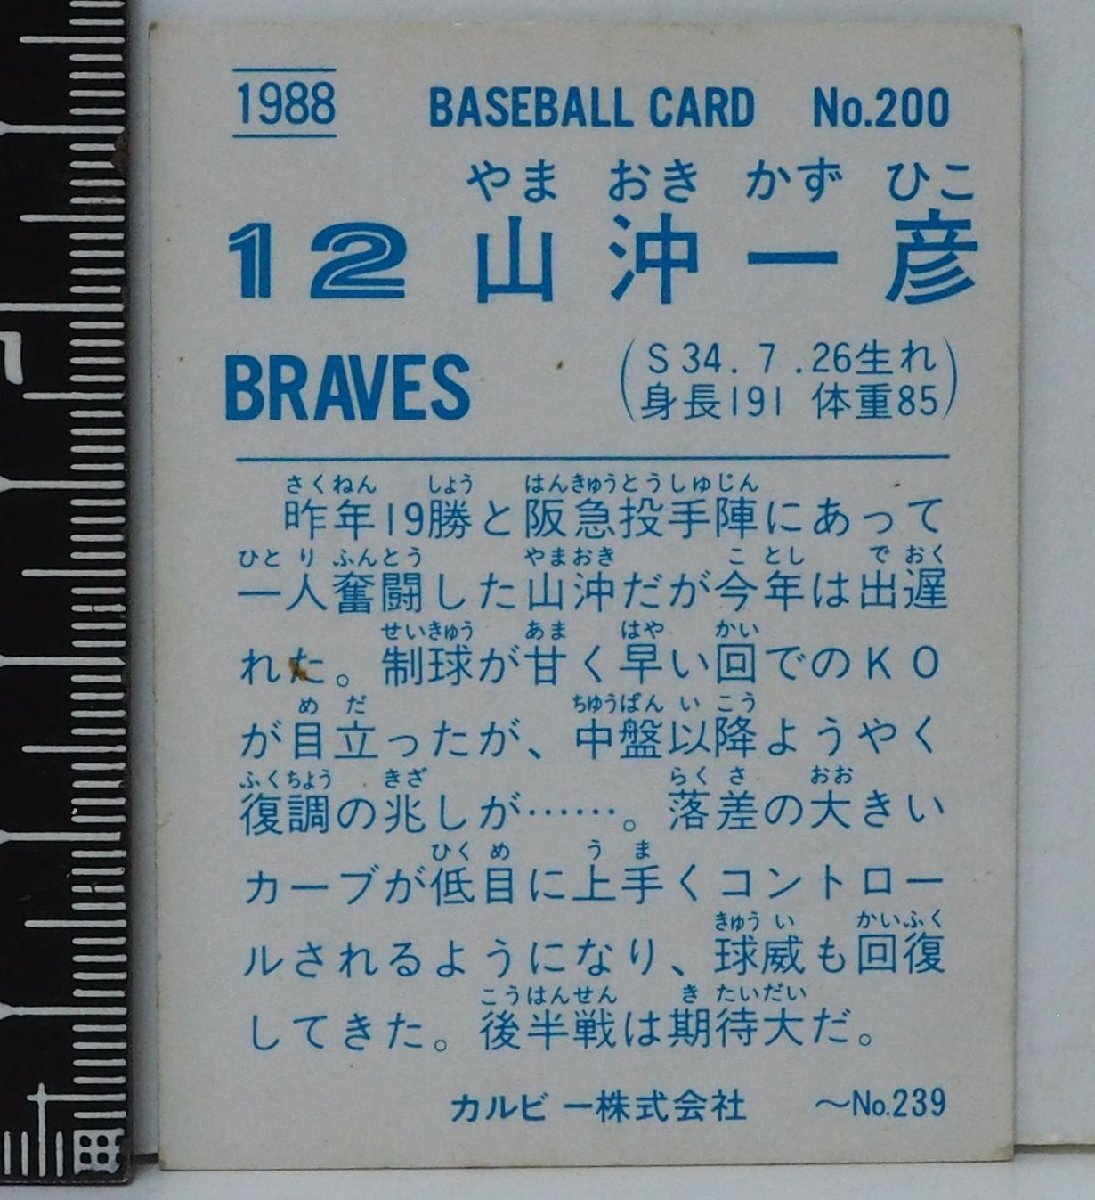 1988 BASEBALL CARD No.200
やま おき かず ひこ
12 山沖一彦
BRAVES
(S34.7.26生れ
身長191 体重85)
さくねん しょう はんきゅうとうしゅじん
昨年19勝と阪急投手陣にあって
ひとり ふんとう やまおき ことし でおく
一人奮闘した山沖だが今年は出遅
せいきゅう あま はや かい
れた。制球が甘く早い回でのKO
めだ ちゅうばんいこう
が目立ったが、中盤以降ようやく
ふくちょう きざ らくさ おお
復調の兆しが……。落差の大きい
ひくめ うま
カーブが低目に上手くコントロー
きゅうい かいふく
ルされるようになり、球威も回復
こうはんせん きたいだい
してきた。後半戦は期待大だ。
カルビー株式会社 ～No.239